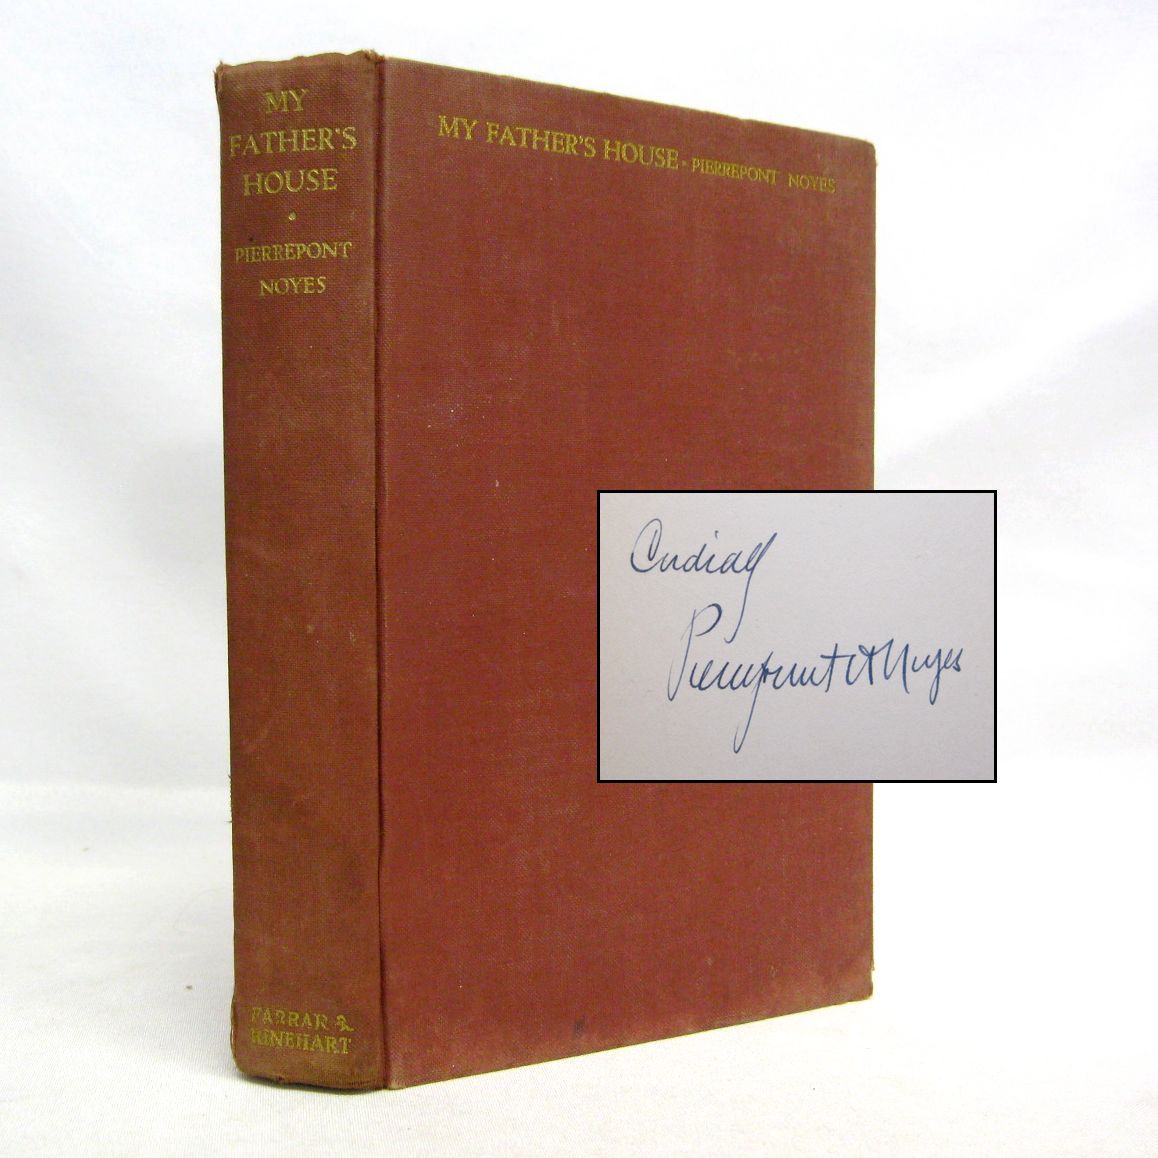 MY
FATHER'S
HOUSE
•
PIERREPONT
NOYES
FARRAR &
RINEHART
MY FATHER'S HOUSE • PIERREPONT NOYES
Cordially
Pierrepont B Noyes